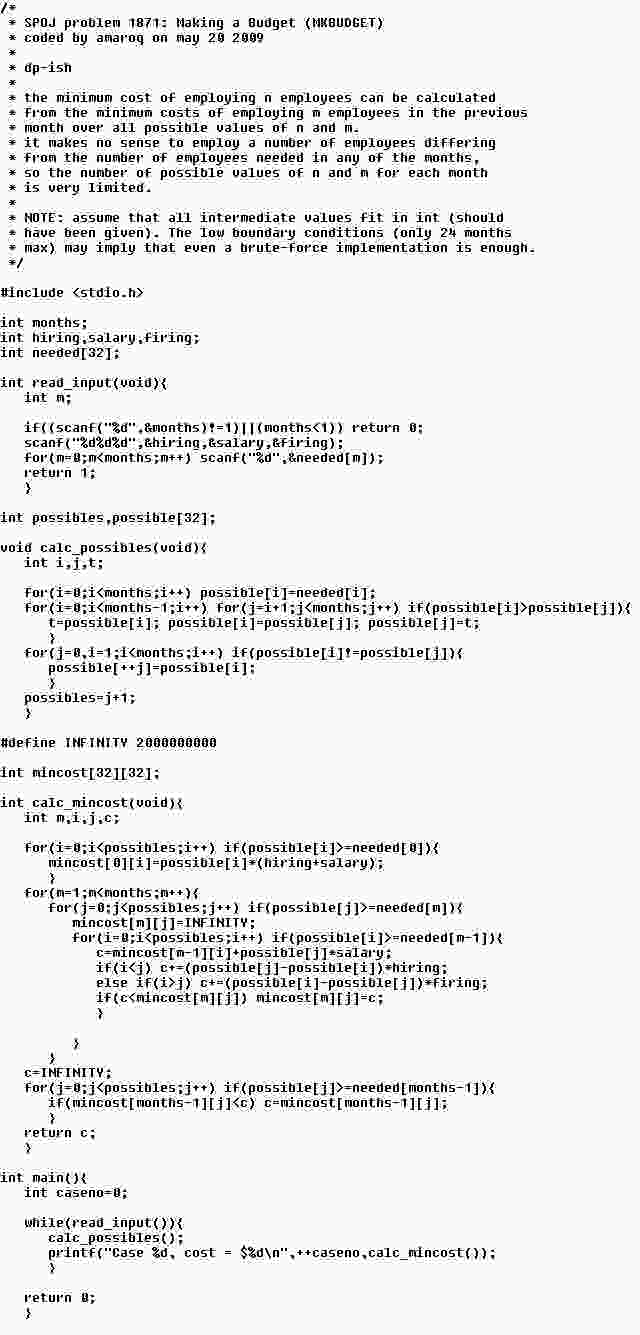 /*
 * SPOJ problem 1871: Making a Budget (MKBUDGET)
 * coded by amaroq on may 20 2009
 *
 * dp-ish
 *
 * the minimum cost of employing n employees can be calculated
 * from the minimum costs of employing m employees in the previous
 * month over all possible values of n and m.
 * it makes no sense to employ a number of employees differing
 * from the number of employees needed in any of the months,
 * so the number of possible values of n and m for each month
 * is very limited.
 *
 * NOTE: assume that all intermediate values fit in int (should
 * have been given). The low boundary conditions (only 24 months
 * max) may imply that even a brute-force implementation is enough.
 */

#include <stdio.h>

int months;
int hiring,salary,firing;
int needed[32];

int read_input(void){
   int m;

   if((scanf("%d",&months)!=1)||(months<1)) return 0;
   scanf("%d%d%d",&hiring,&salary,&firing);
   for(m=0;m<months;m++) scanf("%d",&needed[m]);
   return 1;
   }

int possibles,possible[32];

void calc_possibles(void){
   int i,j,t;

   for(i=0;i<months;i++) possible[i]=needed[i];
   for(i=0;i<months-1;i++) for(j=i+1;j<months;j++) if(possible[i]>possible[j]){
      t=possible[i]; possible[i]=possible[j]; possible[j]=t;
      }
   for(j=0,i=1;i<months;i++) if(possible[i]!=possible[j]){
      possible[++j]=possible[i];
      }
   possibles=j+1;
   }

#define INFINITY 2000000000

int mincost[32][32];

int calc_mincost(void){
   int m,i,j,c;

   for(i=0;i<possibles;i++) if(possible[i]>=needed[0]){
      mincost[0][i]=possible[i]*(hiring+salary);
      }
   for(m=1;m<months;m++){
      for(j=0;j<possibles;j++) if(possible[j]>=needed[m]){
         mincost[m][j]=INFINITY;
         for(i=0;i<possibles;i++) if(possible[i]>=needed[m-1]){
            c=mincost[m-1][i]+possible[j]*salary;
            if(i<j) c+=(possible[j]-possible[i])*hiring;
            else if(i>j) c+=(possible[i]-possible[j])*firing;
            if(c<mincost[m][j]) mincost[m][j]=c;
            }

         }
      }
   c=INFINITY;
   for(j=0;j<possibles;j++) if(possible[j]>=needed[months-1]){
      if(mincost[months-1][j]<c) c=mincost[months-1][j];
      }
   return c;
   }

int main(){
   int caseno=0;

   while(read_input()){
      calc_possibles();
      printf("Case %d, cost = $%d\n",++caseno,calc_mincost());
      }

   return 0;
   }